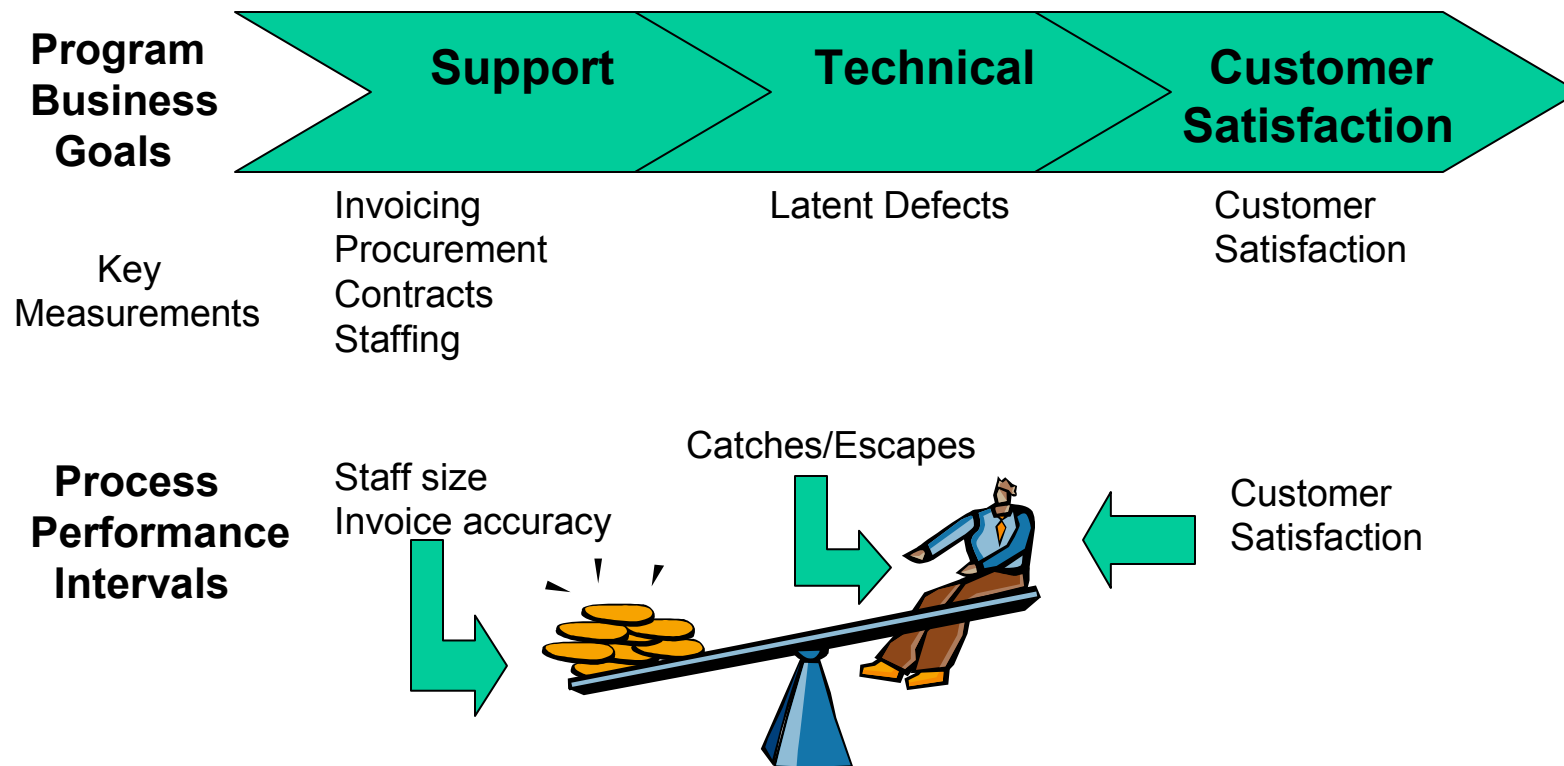 Program
Business
Goals
Support
Technical
Customer
Satisfaction
Key
Measurements
Invoicing
Procurement
Contracts
Staffing
Latent Defects
Customer
Satisfaction
Process
Performance
Intervals
Staff size
Invoice accuracy
Catches/Escapes
Customer
Satisfaction